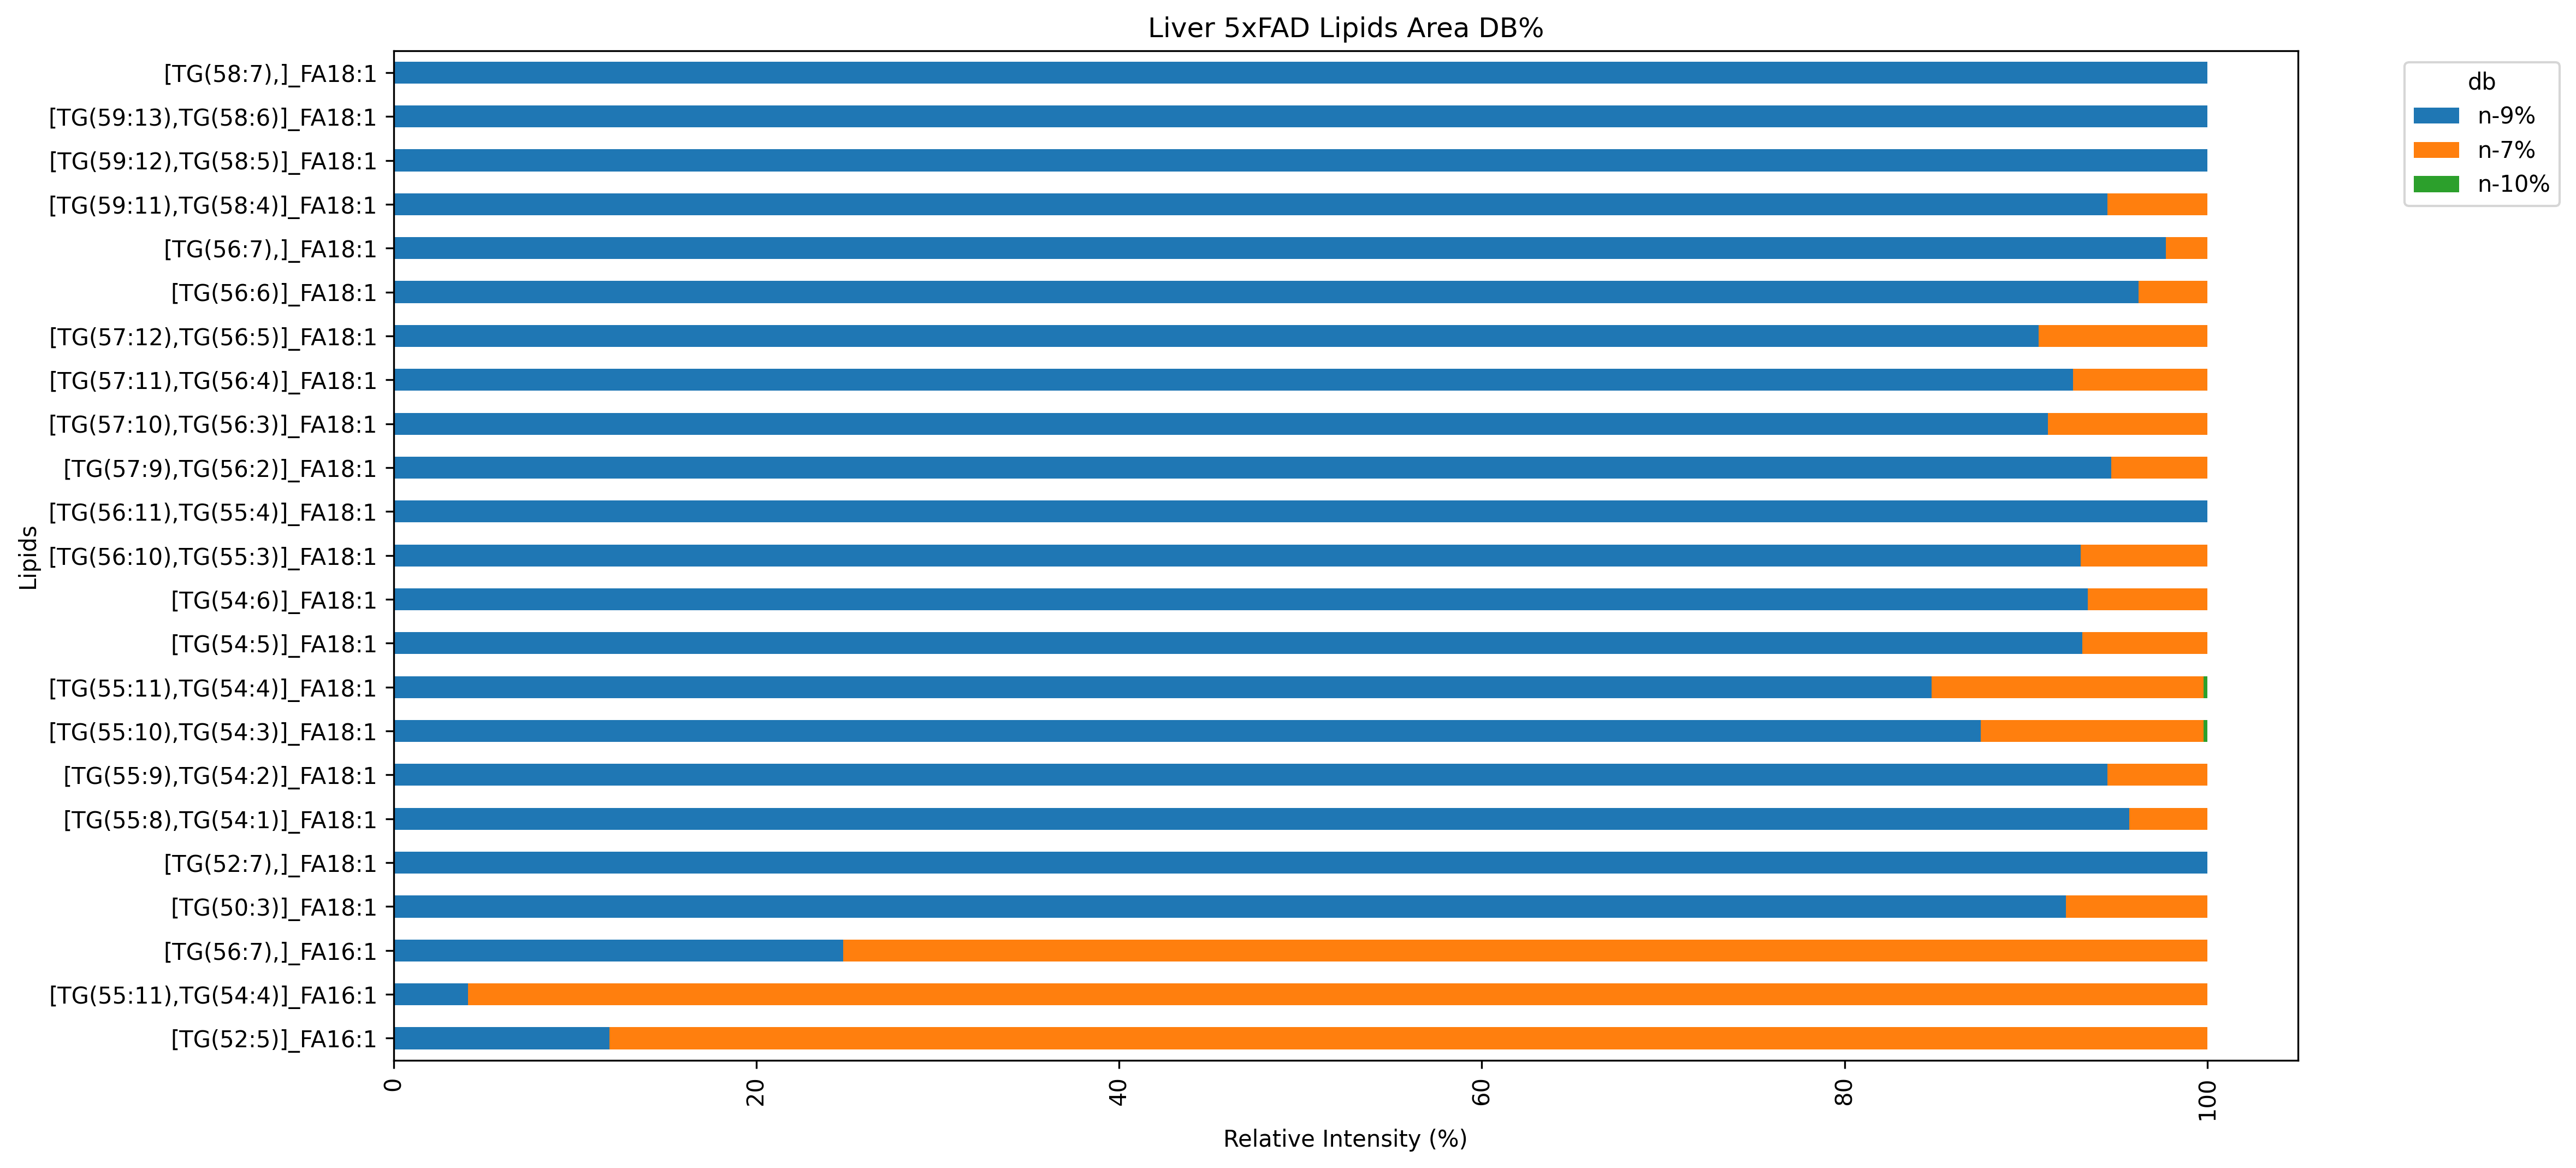 Liver 5xFAD Lipids Area DB%
[TG(58:7),]_FA18:1
[TG(59:13),TG(58:6)]_FA18:1
[TG(59:12),TG(58:5)]_FA18:1
[TG(59:11),TG(58:4)]_FA18:1
[TG(56:7),]_FA18:1
[TG(56:6)]_FA18:1
[TG(57:12),TG(56:5)]_FA18:1
[TG(57:11),TG(56:4)]_FA18:1
[TG(57:10),TG(56:3)]_FA18:1
[TG(57:9),TG(56:2)]_FA18:1
[TG(56:11),TG(55:4)]_FA18:1
[TG(56:10),TG(55:3)]_FA18:1
[TG(54:6)]_FA18:1
[TG(54:5)]_FA18:1
[TG(55:11),TG(54:4)]_FA18:1
[TG(55:10),TG(54:3)]_FA18:1
[TG(55:9),TG(54:2)]_FA18:1
[TG(55:8),TG(54:1)]_FA18:1
[TG(52:7),]_FA18:1
[TG(50:3)]_FA18:1
[TG(56:7),]_FA16:1
[TG(55:11),TG(54:4)]_FA16:1
[TG(52:5)]_FA16:1
Lipids
0 20 40 60 80 100
Relative Intensity (%)
db
n-9%
n-7%
n-10%